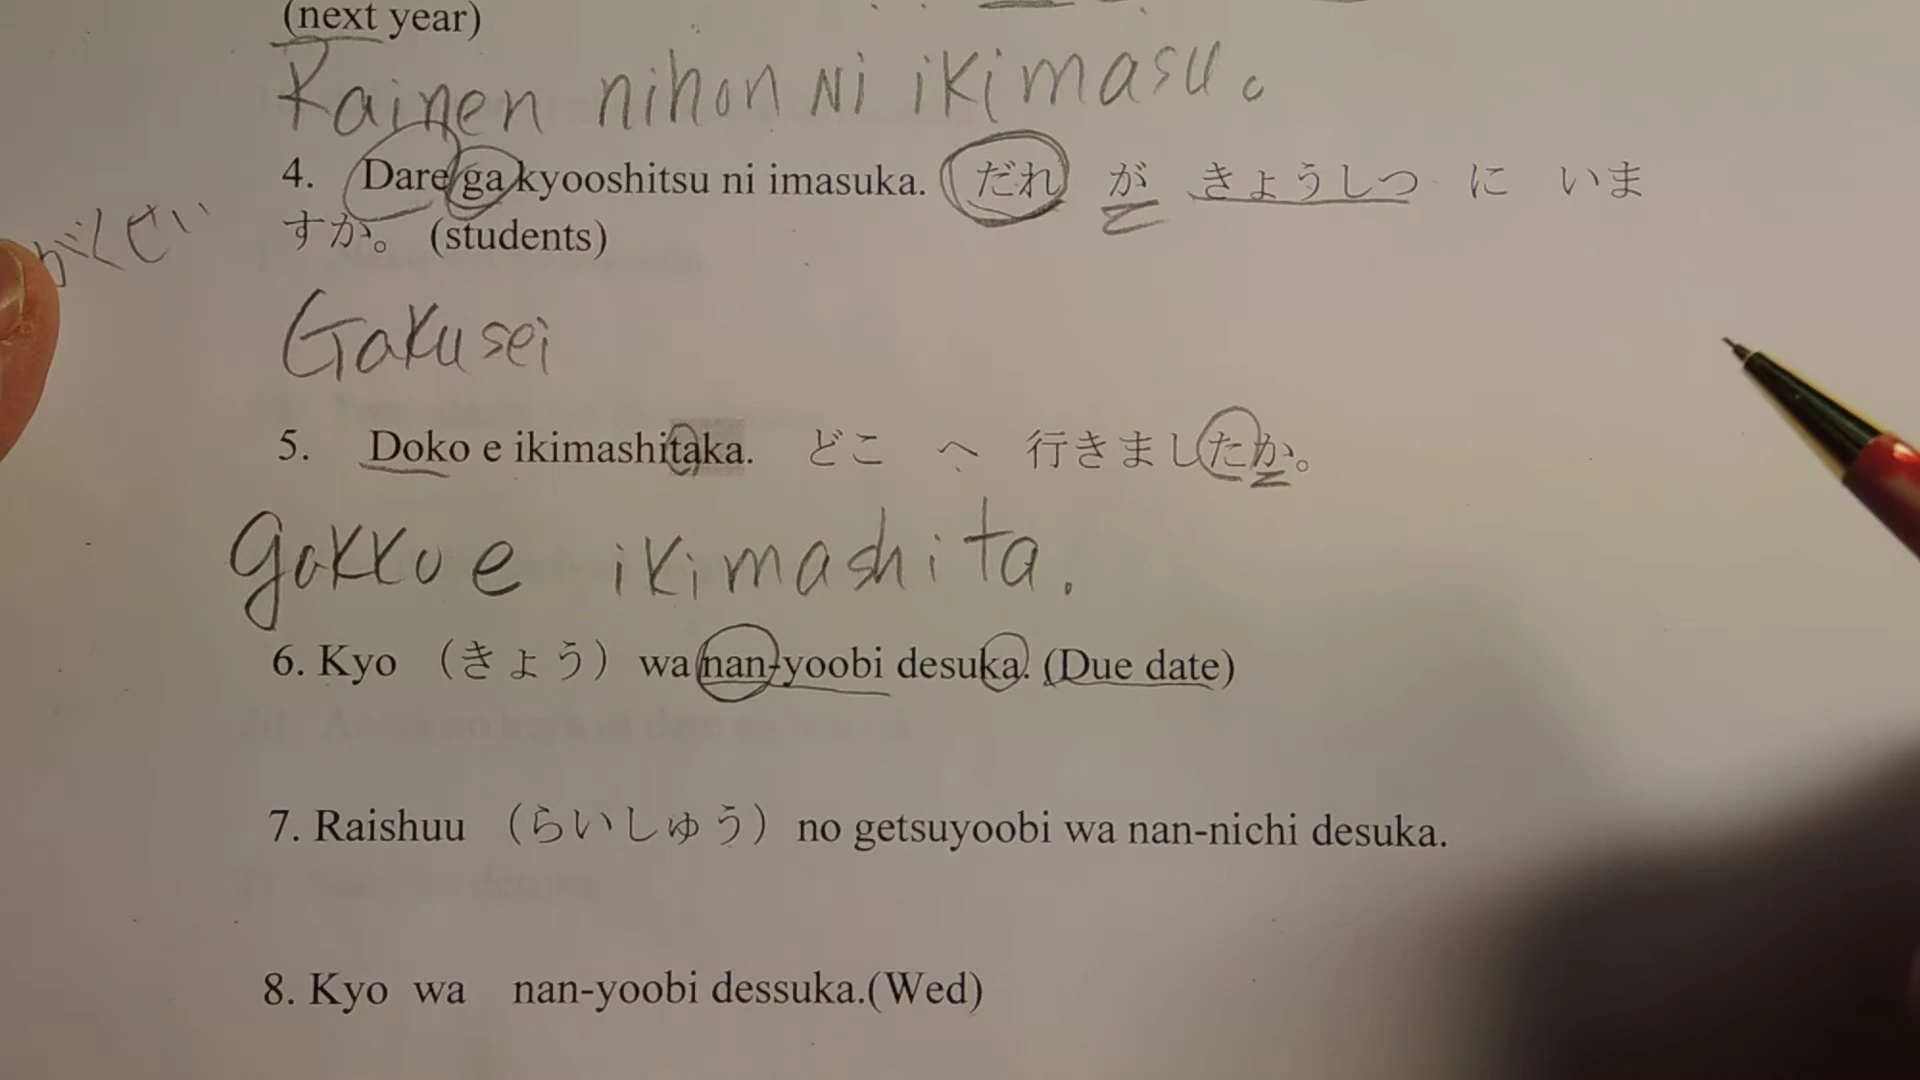 (next year)
Rainen nihon Ni ikimasu。
4. Dare ga kyooshitsu ni imasuka. だれ が きょうしつ に いま
すか。 (students)
がくせい
Gakusei
5. Doko e ikimashitaka. どこ へ 行きましたか。
gakko e ikimashita.
6. Kyo （きょう） wa nan-yoobi desuka. (Due date)
7. Raishuu （らいしゅう） no getsuyoobi wa nan-nichi desuka.
8. Kyo wa nan-yoobi dessuka.(Wed)